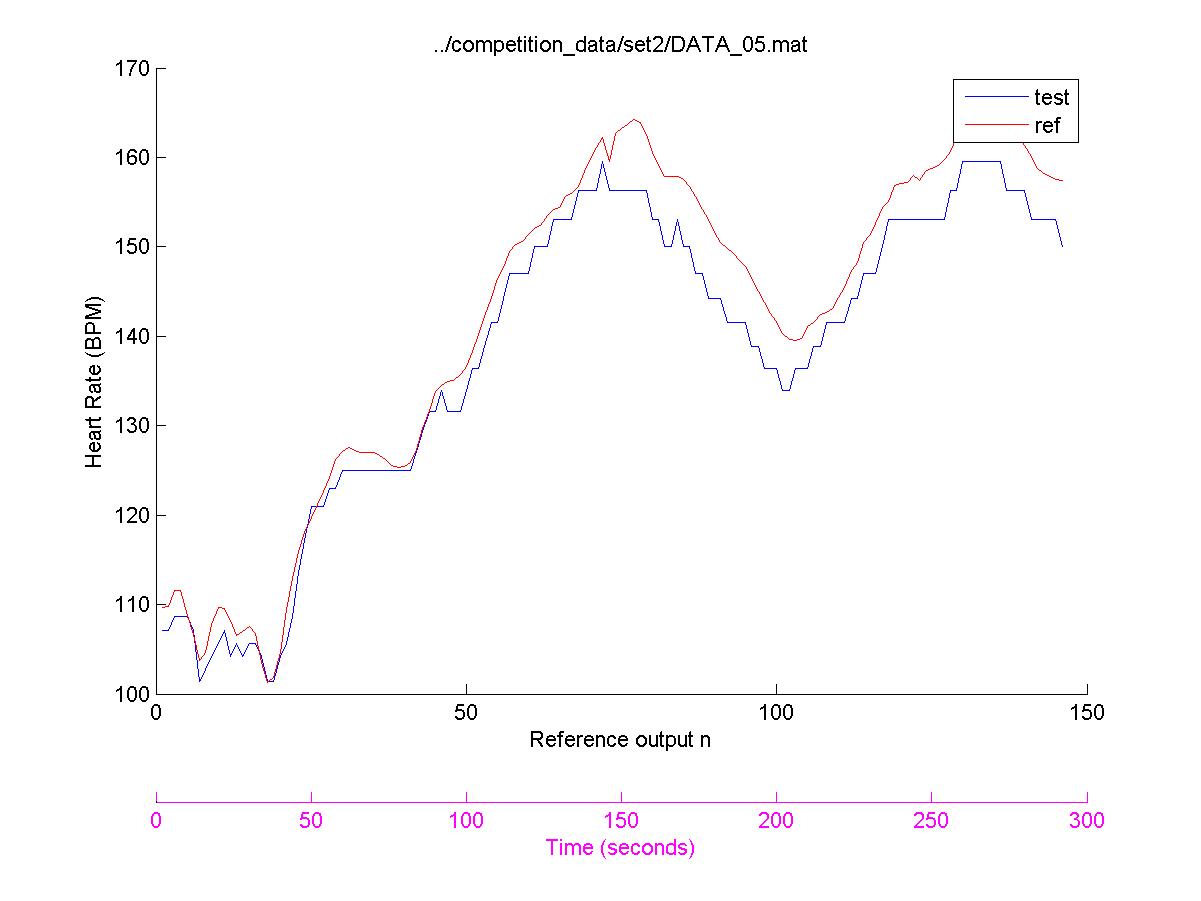 ../competition_data/set2/DATA_05.mat
170
160
150
140
130
120
110
100
Heart Rate (BPM)
test
ref
0 50 100 150
Reference output n
0 50 100 150 200 250 300
Time (seconds)